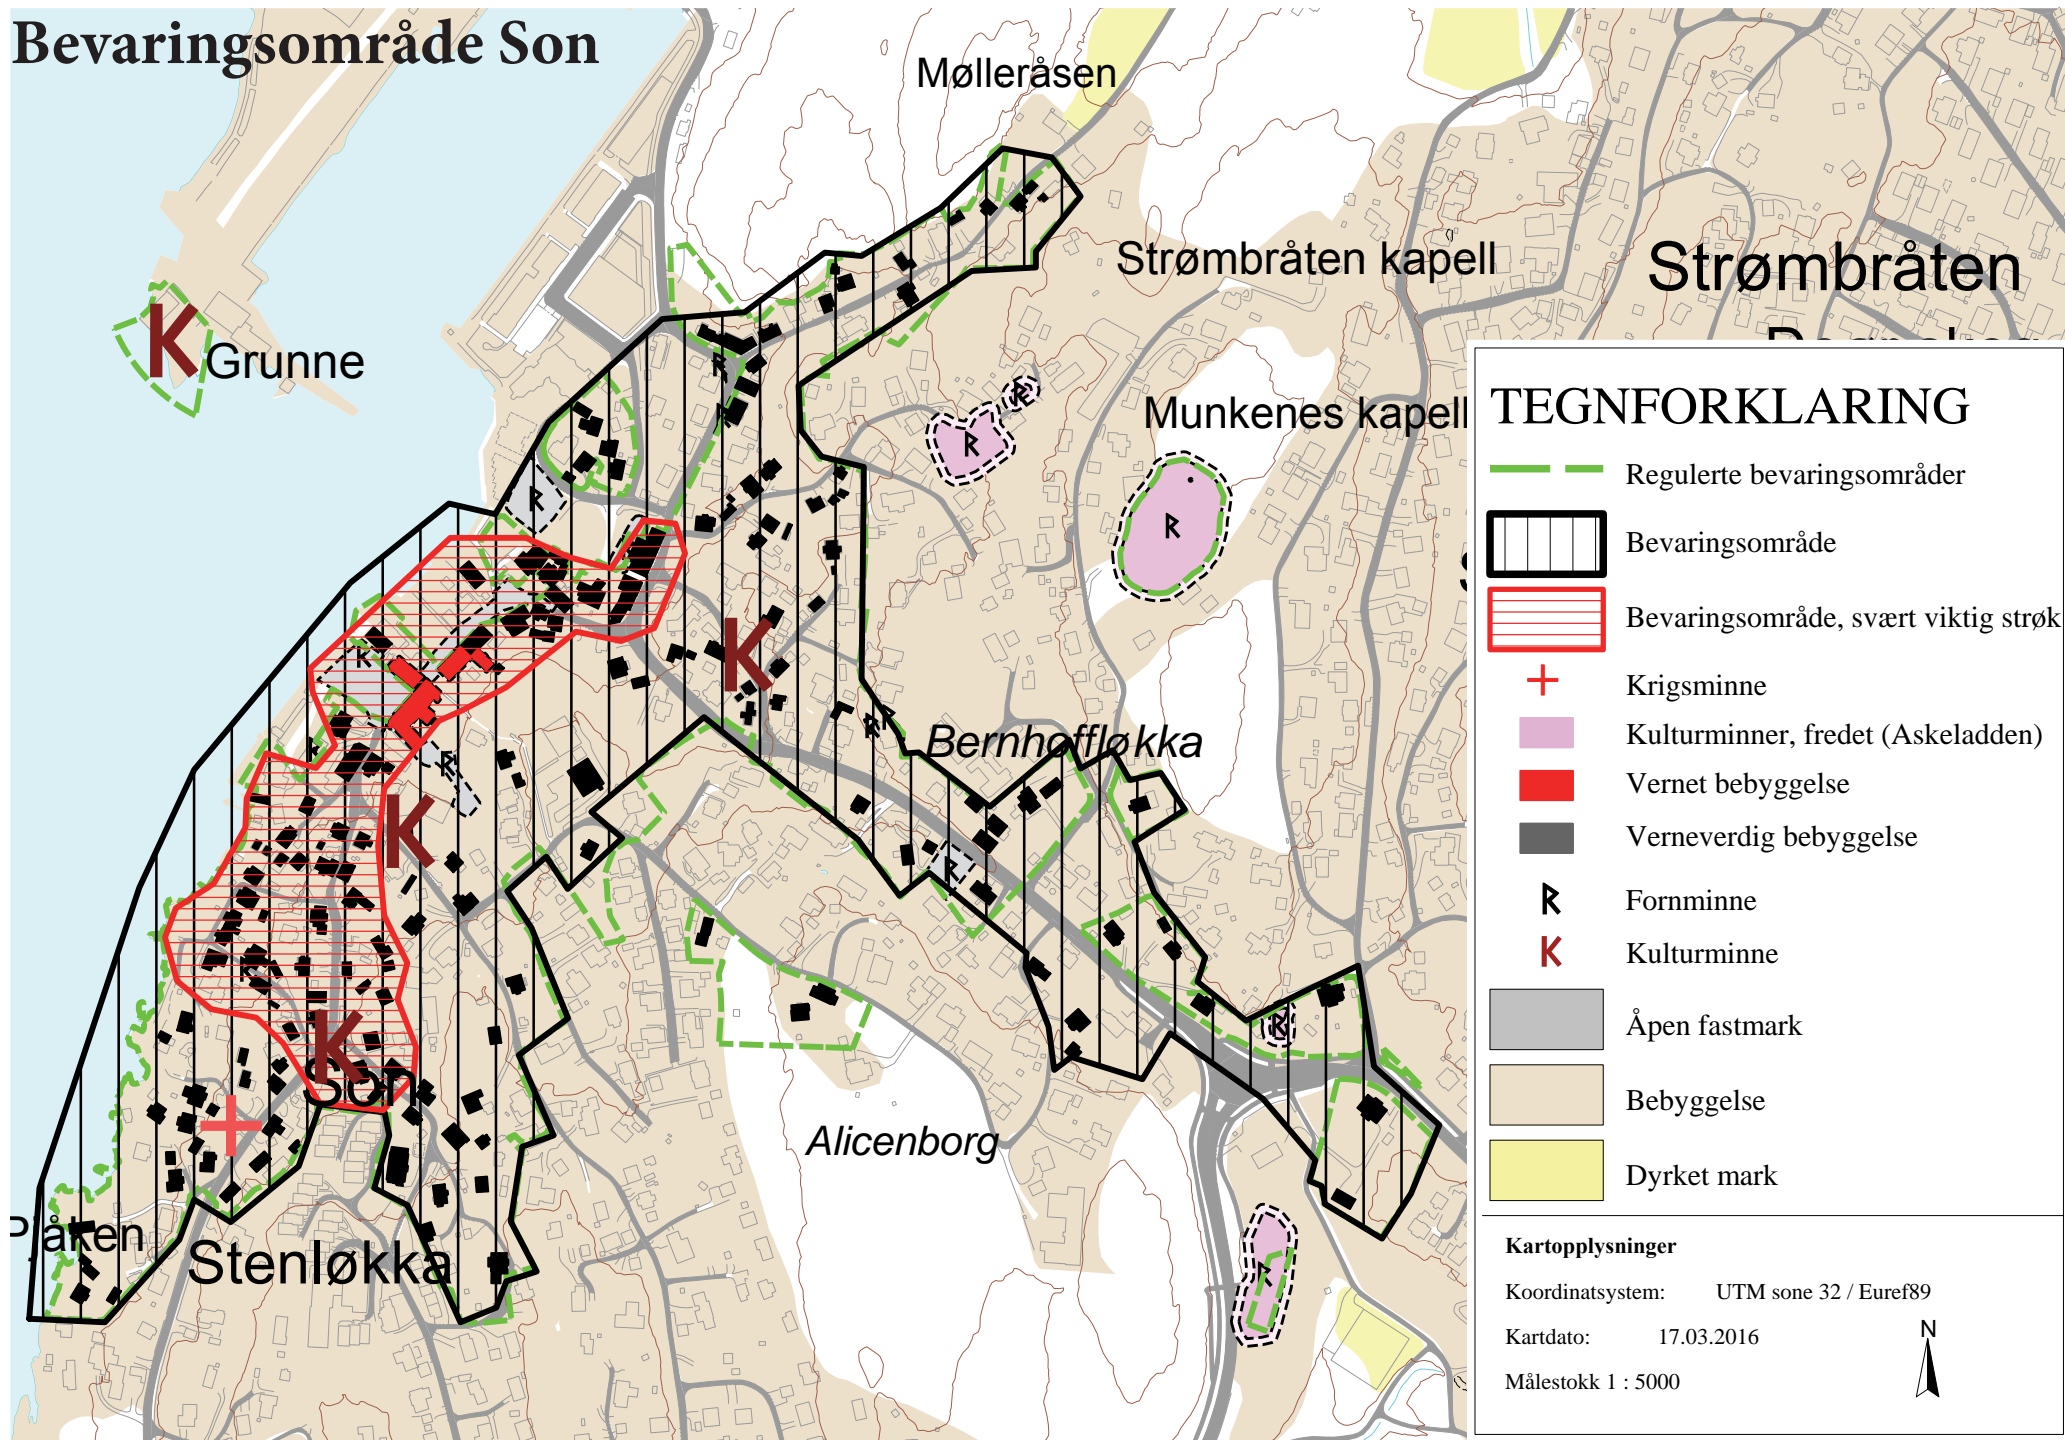 Bevaringsområde Son
Mølleråsen
Strømbråten kapell
Strømbråten
Grunne
Munkenes kapell
Bernhofløkka
Alicenborg
Son
Stenløkka
TEGNFORKLARING
Regulerte bevaringsområder
Bevaringsområde
Bevaringsområde, svært viktig strøk
Krigsminne
Kulturminner, fredet (Askeladden)
Vernet bebyggelse
Verneverdig bebyggelse
Fornminne
K Kulturminne
Åpen fastmark
Bebyggelse
Dyrket mark
Kartopplysninger
Koordinatsystem: UTM sone 32 / Euref89
Kartdato: 17.03.2016
Målestokk 1 : 5000
N